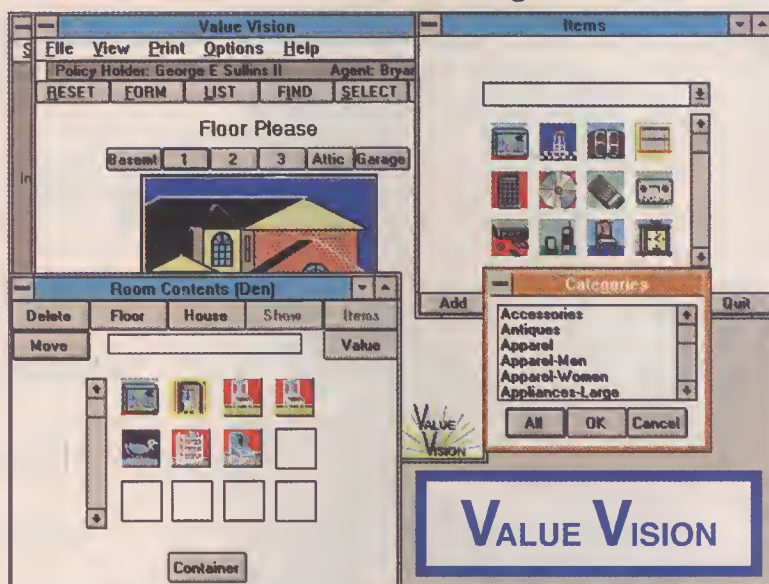 Value Vision
File View Print Options Help
Policy Holder: George E Sullins II Agent: Bryan
RESET FORM LIST FIND SELECT
Floor Please
Basemt 1 2 3 Attic Garage
Items
Add Quit
Room Contents (Den)
Delete Floor House Show Items
Move Value
Container
Categories
Accessories
Antiques
Apparel
Apparel-Men
Apparel-Women
Appliances-Large
All OK Cancel
VALUE
VISION
VALUE VISION